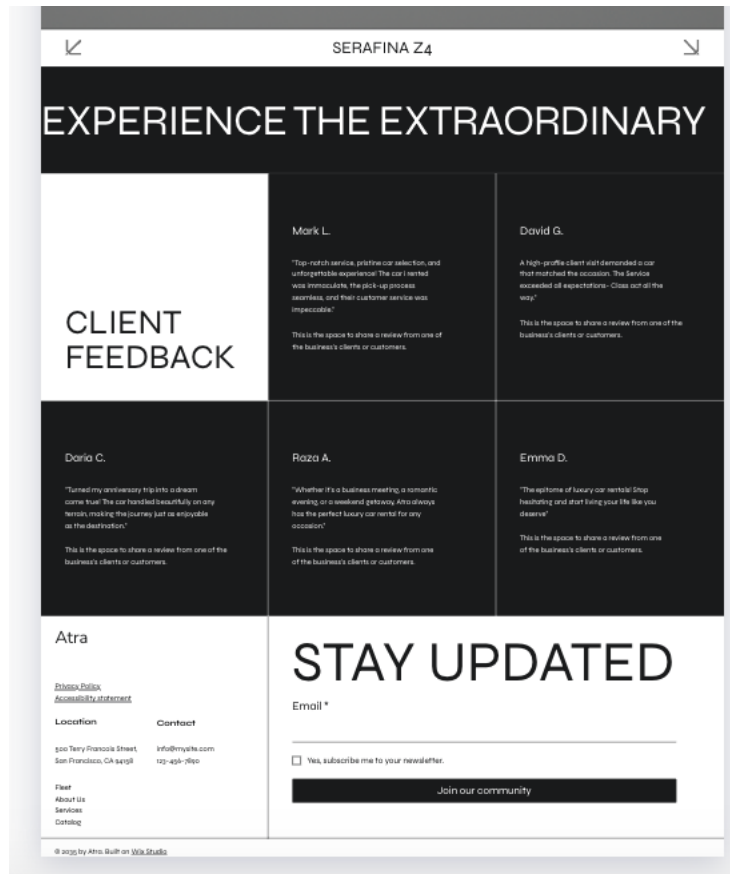 SERAFINA Z4
EXPERIENCE THE EXTRAORDINARY
CLIENT
FEEDBACK
Mark L.
"Top-notch service, pristine car selection, and
unforgettable experience! The car I rented
was immaculate, the pick-up process
seamless, and their customer service was
impeccable."
This is the space to share a review from one of
the business's clients or customers.
David G.
A high-profile client visit demanded a car
that matched the occasion. The Service
exceeded all expectations- Class act all the
way."
This is the space to share a review from one of the
business's clients or customers.
Daria C.
"Turned my anniversary trip into a dream
come true! The car handled beautifully on any
terrain, making the journey just as enjoyable
as the destination."
This is the space to share a review from one of the
business's clients or customers.
Raza A.
"Whether it's a business meeting, a romantic
evening, or a weekend getaway, Atra always
has the perfect luxury car rental for any
occasion."
This is the space to share a review from one
of the business's clients or customers.
Emma D.
"The epitome of luxury car rentals! Stop
hesitating and start living your life like you
deserve"
This is the space to share a review from one
of the business's clients or customers.
Atra
Privacy Policy
Accessibility statement
Location
500 Terry Francois Street,
San Francisco, CA 94158
Contact
info@mysite.com
123-456-7890
Fleet
About Us
Services
Catalog
STAY UPDATED
Email *
Yes, subscribe me to your newsletter.
Join our community
© 2035 by Atra. Built on Wix Studio